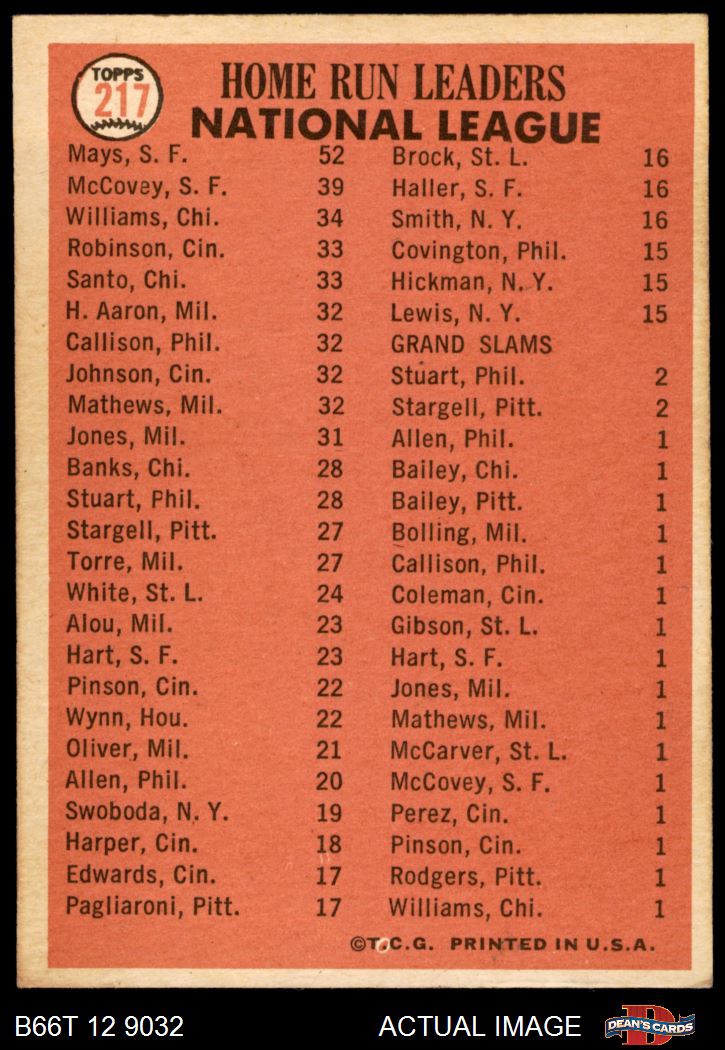 TOPPS
217
HOME RUN LEADERS
NATIONAL LEAGUE
Mays, S. F. 52
McCovey, S. F. 39
Williams, Chi. 34
Robinson, Cin. 33
Santo, Chi. 33
H. Aaron, Mil. 32
Callison, Phil. 32
Johnson, Cin. 32
Mathews, Mil. 32
Jones, Mil. 31
Banks, Chi. 28
Stuart, Phil. 28
Stargell, Pitt. 27
Torre, Mil. 27
White, St. L. 24
Alou, Mil. 23
Hart, S. F. 23
Pinson, Cin. 22
Wynn, Hou. 22
Oliver, Mil. 21
Allen, Phil. 20
Swoboda, N. Y. 19
Harper, Cin. 18
Edwards, Cin. 17
Pagliaroni, Pitt. 17
Brock, St. L. 16
Haller, S. F. 16
Smith, N. Y. 16
Covington, Phil. 15
Hickman, N. Y. 15
Lewis, N. Y. 15
GRAND SLAMS
Stuart, Phil. 2
Stargell, Pitt. 2
Allen, Phil. 1
Bailey, Chi. 1
Bailey, Pitt. 1
Bolling, Mil. 1
Callison, Phil. 1
Coleman, Cin. 1
Gibson, St. L. 1
Hart, S. F. 1
Jones, Mil. 1
Mathews, Mil. 1
McCarver, St. L. 1
McCovey, S. F. 1
Perez, Cin. 1
Pinson, Cin. 1
Rodgers, Pitt. 1
Williams, Chi. 1
©T.C.G. PRINTED IN U.S.A.
B66T 12 9032 ACTUAL IMAGE
DEAN'S CARDS